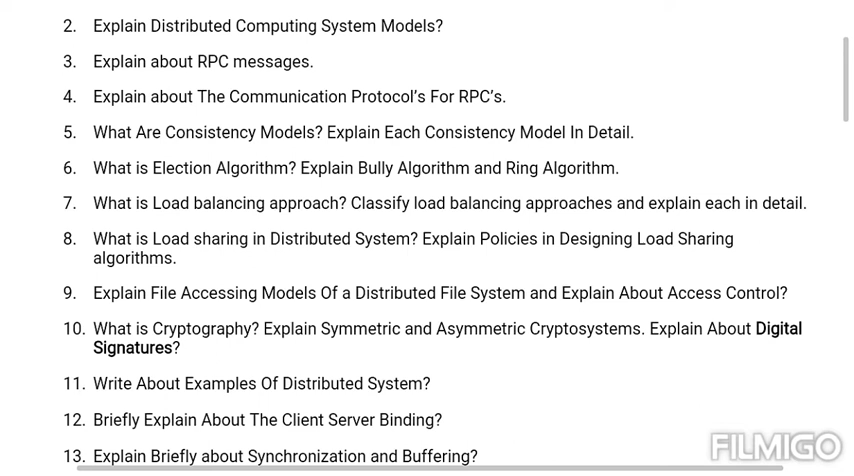 2. Explain Distributed Computing System Models?
3. Explain about RPC messages.
4. Explain about The Communication Protocol's For RPC's.
5. What Are Consistency Models? Explain Each Consistency Model In Detail.
6. What is Election Algorithm? Explain Bully Algorithm and Ring Algorithm.
7. What is Load balancing approach? Classify load balancing approaches and explain each in detail.
8. What is Load sharing in Distributed System? Explain Policies in Designing Load Sharing
algorithms.
9. Explain File Accessing Models Of a Distributed File System and Explain About Access Control?
10. What is Cryptography? Explain Symmetric and Asymmetric Cryptosystems. Explain About Digital
Signatures?
11. Write About Examples Of Distributed System?
12. Briefly Explain About The Client Server Binding?
13. Explain Briefly about Synchronization and Buffering?
FILMIGO